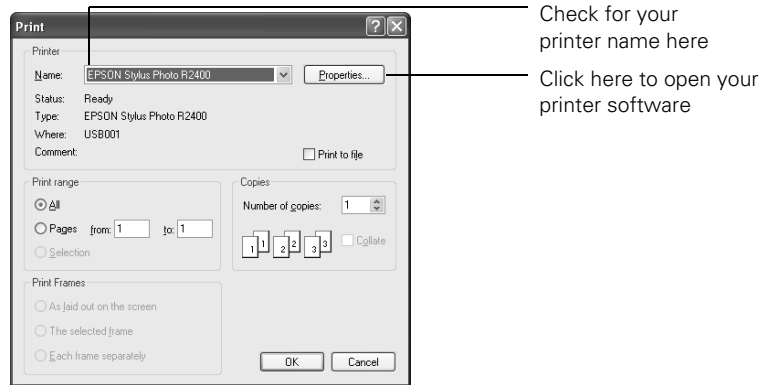 Print
Check for your
printer name here
Printer
Name: EPSON Stylus Photo R2400 Properties...
Click here to open your
printer software
Status: Ready
Type: EPSON Stylus Photo R2400
Where: USB001
Comment: Print to file
Print range
All
Pages from: 1 to: 1
Selection
Copies
Number of copies: 1
1 1 2 2 3 3 Collate
Print Frames
As laid out on the screen
The selected frame
Each frame separately
OK Cancel